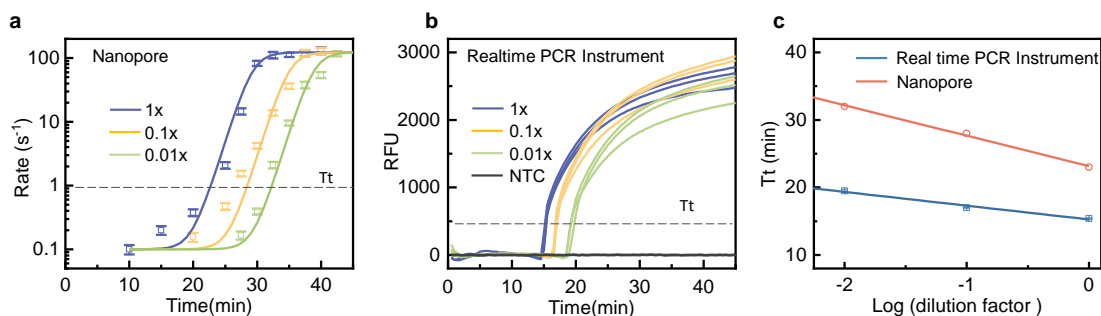 a
Nanopore
1x
0.1x
0.01x
Tt
Rate (s⁻¹)
100
10
1
0.1
0
10
20
30
40
Time(min)
b
Realtime PCR Instrument
1x
0.1x
0.01x
NTC
Tt
RFU
3000
2000
1000
0
0
10
20
30
40
Time(min)
c
Real time PCR Instrument
Nanopore
Tt (min)
40
30
20
10
-2
-1
0
Log (dilution factor )